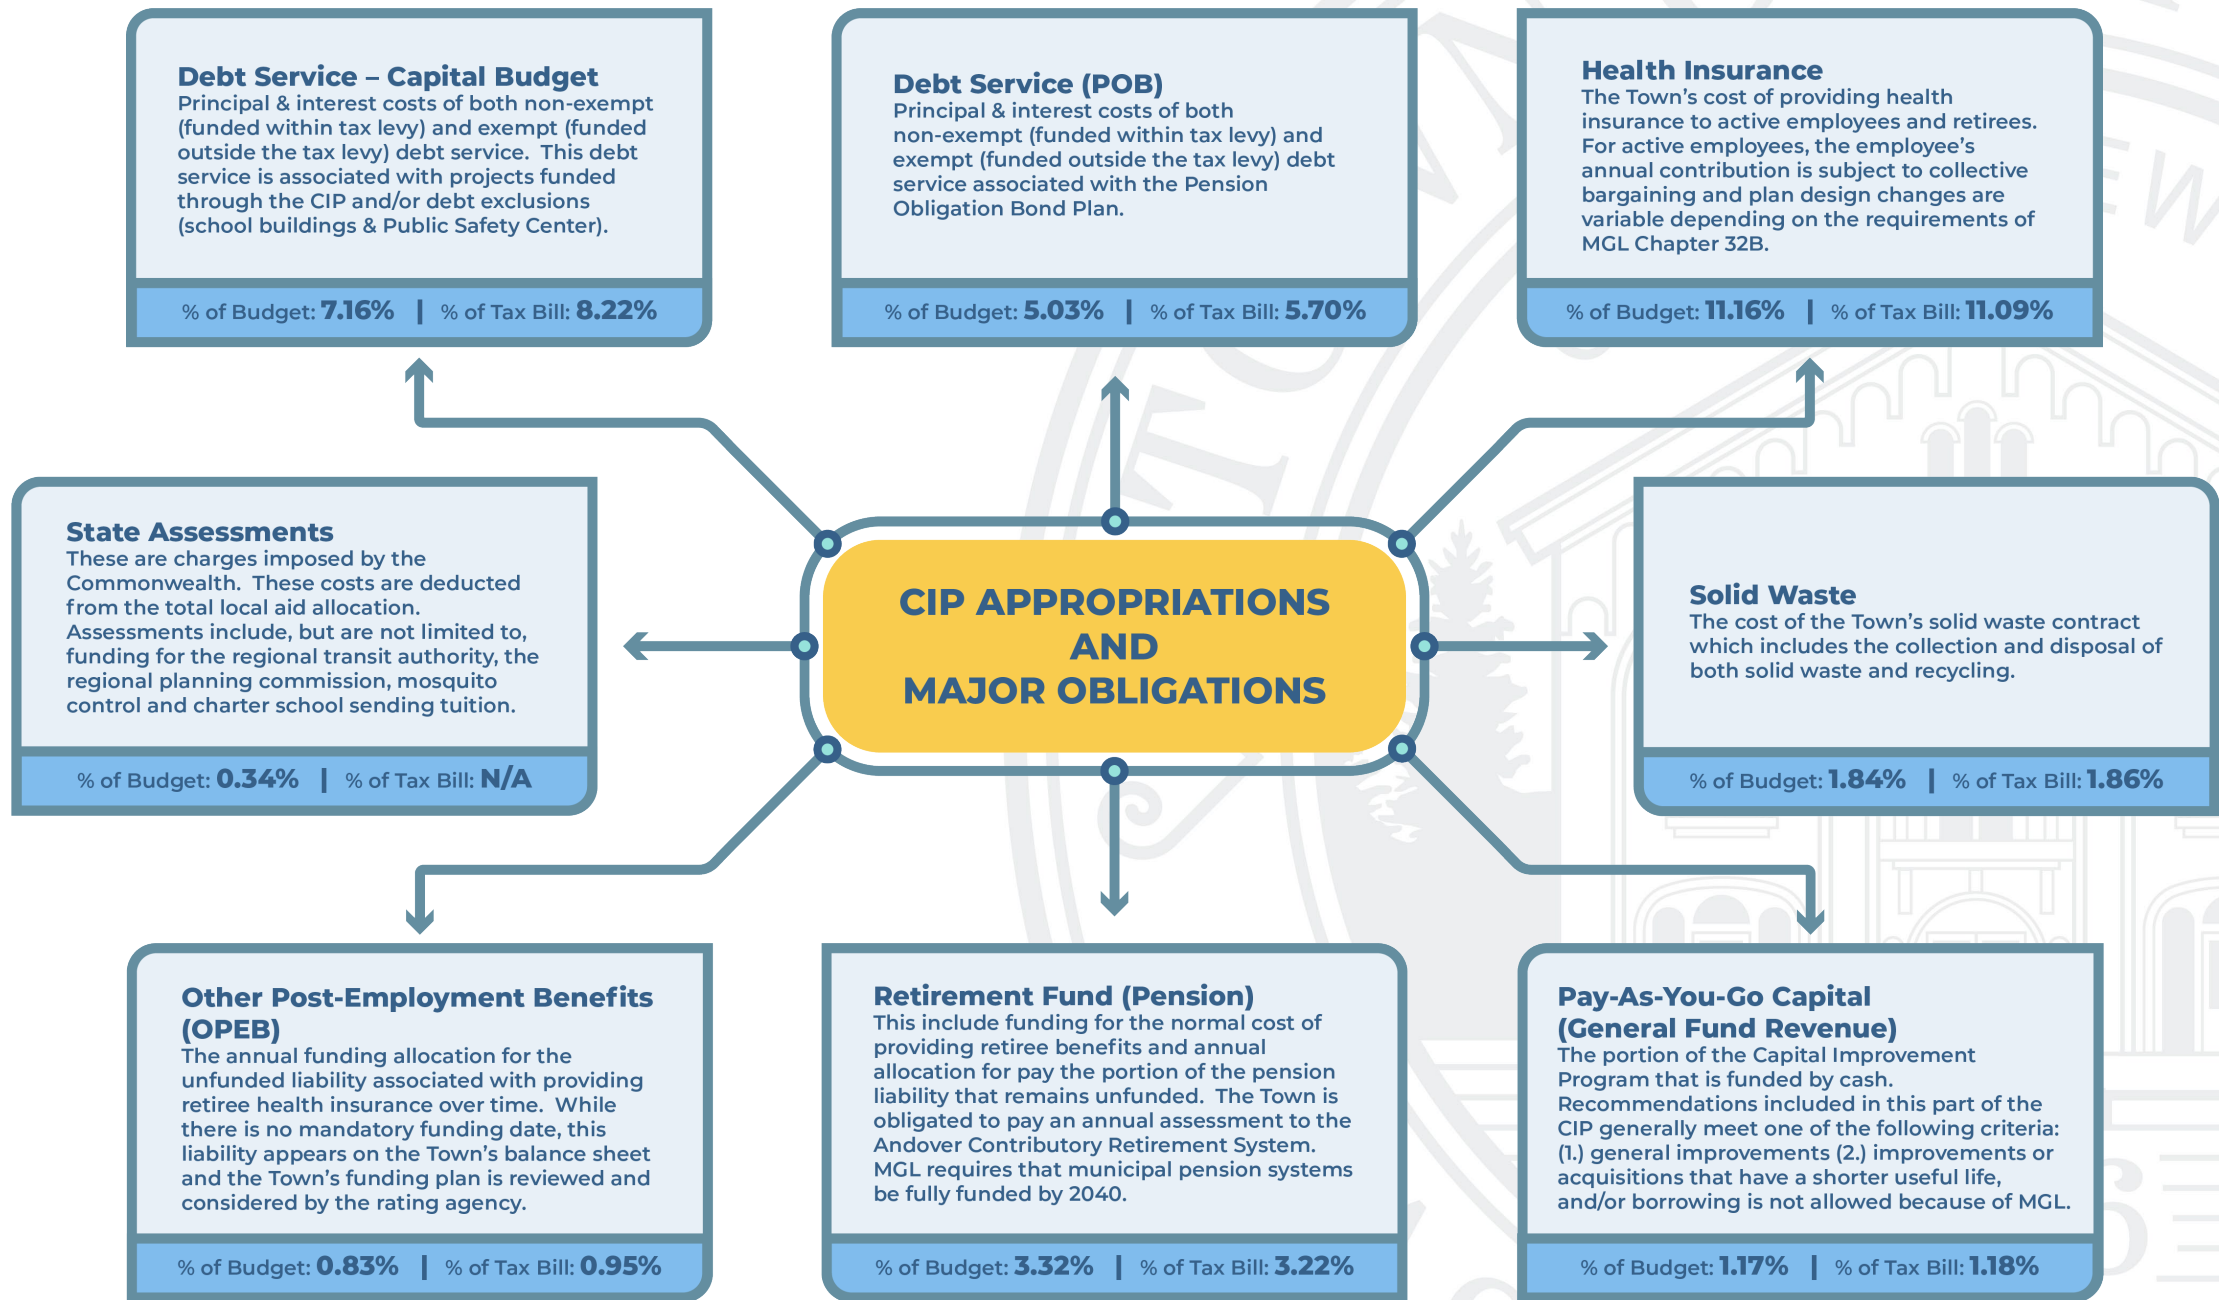 Debt Service – Capital Budget
Principal & interest costs of both non-exempt
(funded within tax levy) and exempt (funded
outside the tax levy) debt service.  This debt
service is associated with projects funded
through the CIP and/or debt exclusions
(school buildings & Public Safety Center).
% of Budget: 7.16% | % of Tax Bill: 8.22%
Debt Service (POB)
Principal & interest costs of both
non-exempt (funded within tax levy) and
exempt (funded outside the tax levy) debt
service associated with the Pension
Obligation Bond Plan.
% of Budget: 5.03% | % of Tax Bill: 5.70%
Health Insurance
The Town’s cost of providing health
insurance to active employees and retirees.
For active employees, the employee’s
annual contribution is subject to collective
bargaining and plan design changes are
variable depending on the requirements of
MGL Chapter 32B.
% of Budget: 11.16% | % of Tax Bill: 11.09%
State Assessments
These are charges imposed by the
Commonwealth.  These costs are deducted
from the total local aid allocation.
Assessments include, but are not limited to,
funding for the regional transit authority, the
regional planning commission, mosquito
control and charter school sending tuition.
% of Budget: 0.34% | % of Tax Bill: N/A
CIP APPROPRIATIONS
AND
MAJOR OBLIGATIONS
Solid Waste
The cost of the Town’s solid waste contract
which includes the collection and disposal of
both solid waste and recycling.
% of Budget: 1.84% | % of Tax Bill: 1.86%
Other Post-Employment Benefits
(OPEB)
The annual funding allocation for the
unfunded liability associated with providing
retiree health insurance over time.  While
there is no mandatory funding date, this
liability appears on the Town’s balance sheet
and the Town’s funding plan is reviewed and
considered by the rating agency.
% of Budget: 0.83% | % of Tax Bill: 0.95%
Retirement Fund (Pension)
This include funding for the normal cost of
providing retiree benefits and annual
allocation for pay the portion of the pension
liability that remains unfunded.  The Town is
obligated to pay an annual assessment to the
Andover Contributory Retirement System.
MGL requires that municipal pension systems
be fully funded by 2040.
% of Budget: 3.32% | % of Tax Bill: 3.22%
Pay-As-You-Go Capital
(General Fund Revenue)
The portion of the Capital Improvement
Program that is funded by cash.
Recommendations included in this part of the
CIP generally meet one of the following criteria:
(1.) general improvements (2.) improvements or
acquisitions that have a shorter useful life,
and/or borrowing is not allowed because of MGL.
% of Budget: 1.17% | % of Tax Bill: 1.18%